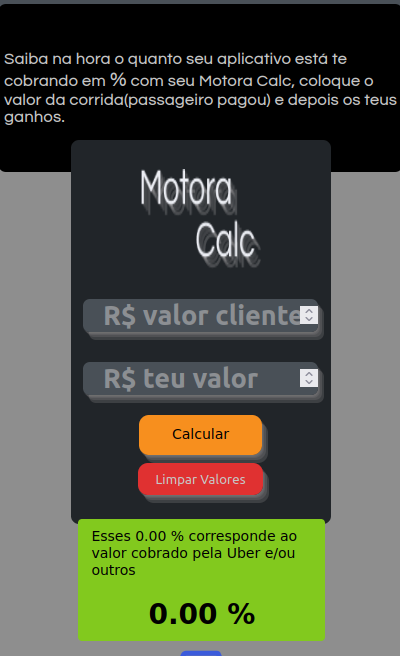 Saiba na hora o quanto seu aplicativo está te
cobrando em % com seu Motora Calc, coloque o
valor da corrida(passageiro pagou) e depois os teus
ganhos.
Motora
Calc
R$ valor cliente
R$ teu valor
Calcular
Limpar Valores
Esses 0.00 % corresponde ao
valor cobrado pela Uber e/ou
outros
0.00 %